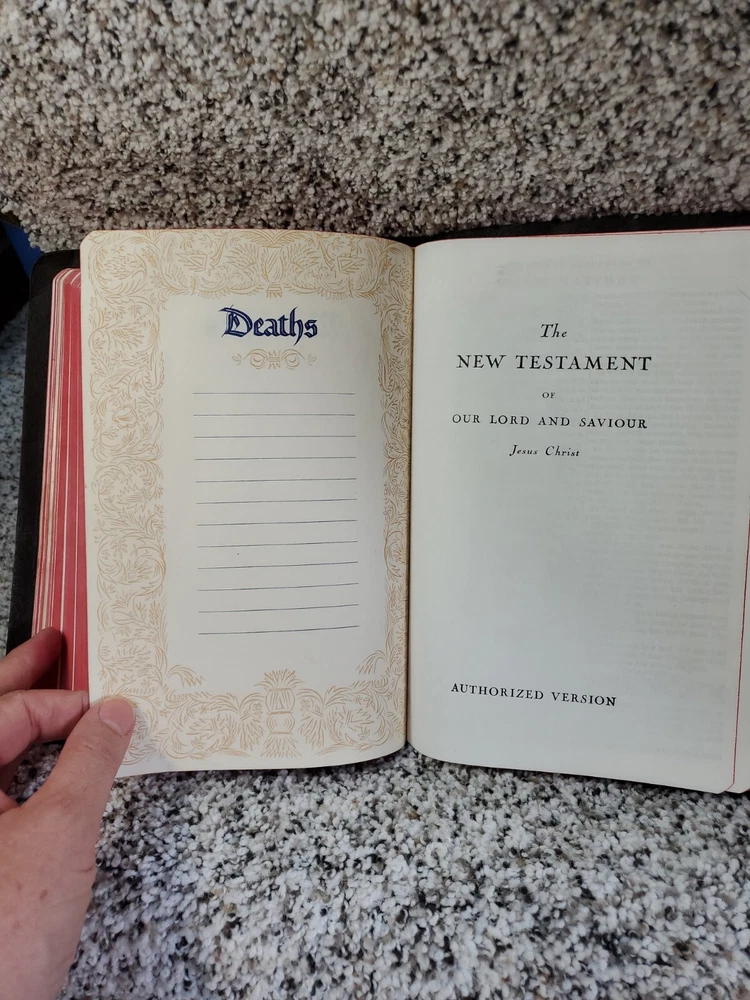 Deaths
The
NEW TESTAMENT
OF
OUR LORD AND SAVIOUR
Jesus Christ
AUTHORIZED VERSION